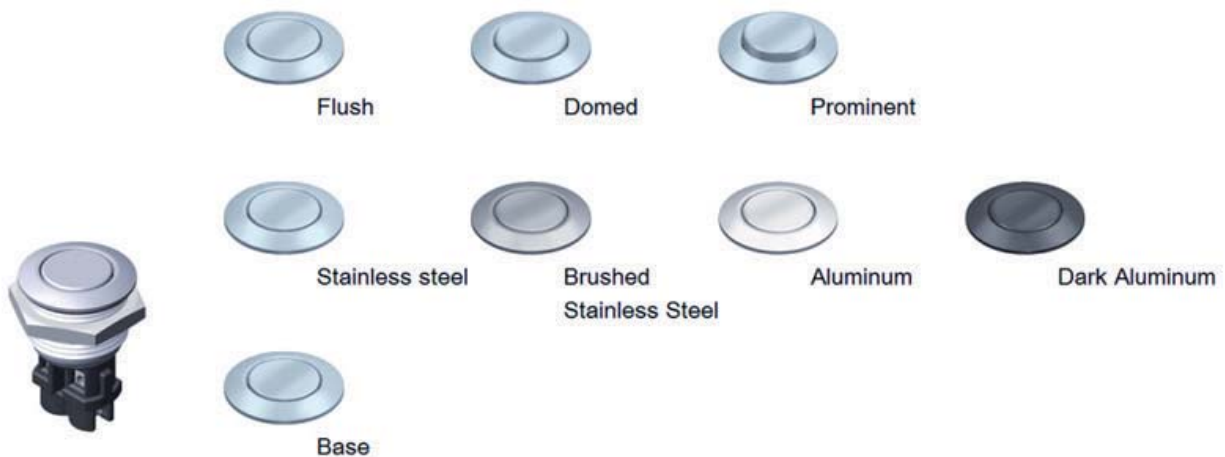 Flush
Domed
Prominent
Stainless steel
Brushed
Stainless Steel
Aluminum
Dark Aluminum
Base